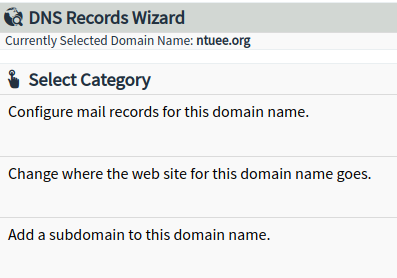 DNS Records Wizard
Currently Selected Domain Name: ntuee.org
Select Category
Configure mail records for this domain name.
Change where the web site for this domain name goes.
Add a subdomain to this domain name.